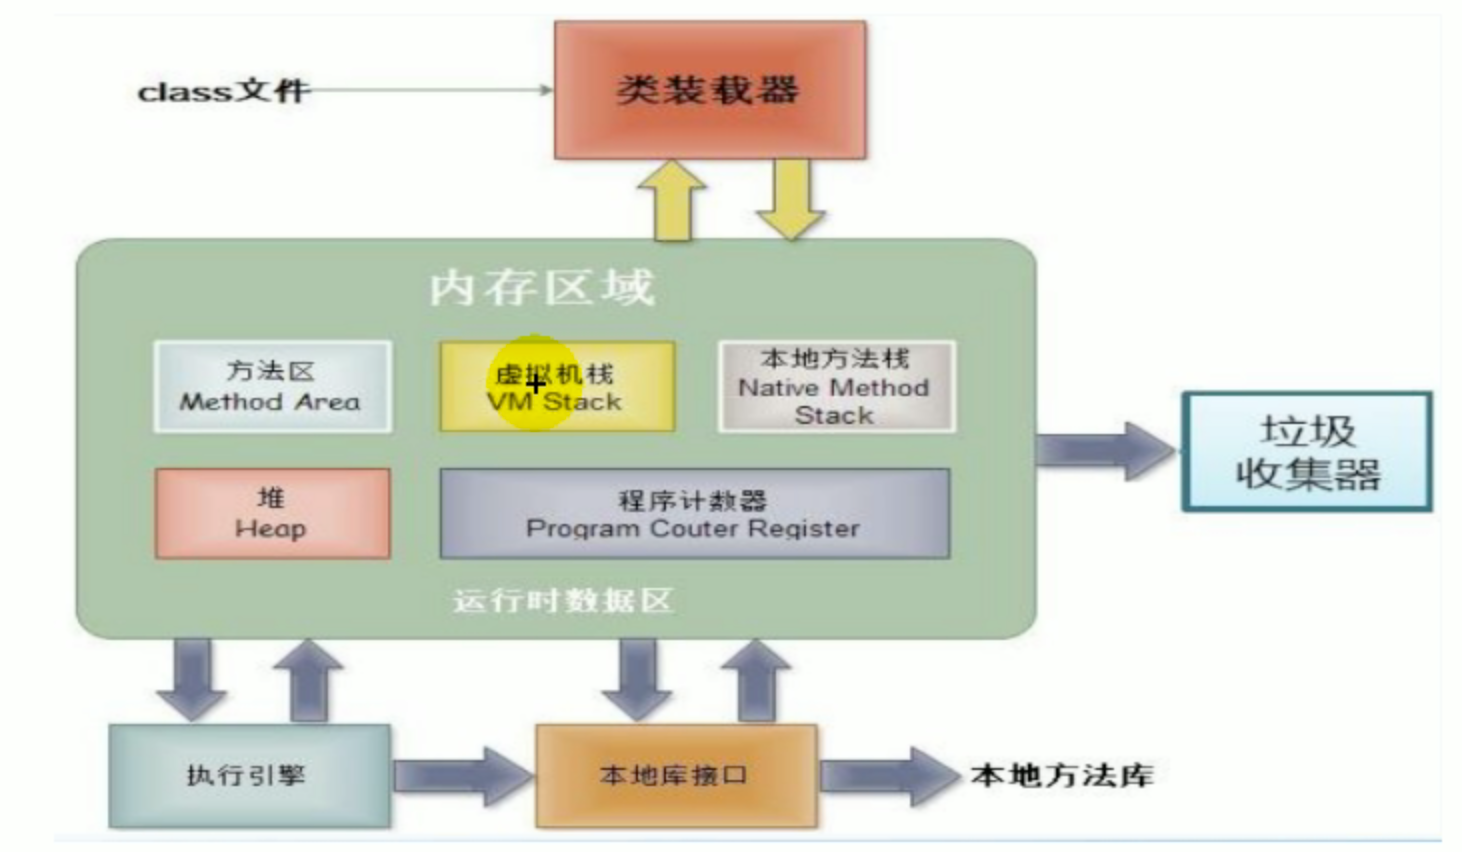 class文件
类装载器
内存区域
方法区
Method Area
虚拟机栈
VM Stack
本地方法栈
Native Method
Stack
堆
Heap
程序计数器
Program Couter Register
运行时数据区
垃圾
收集器
执行引擎
本地库接口
本地方法库